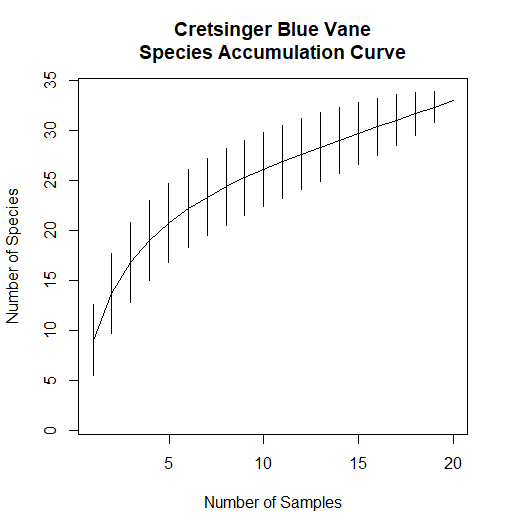 Cretsinger Blue Vane
Species Accumulation Curve
Number of Species
35
30
25
20
15
10
5
0
5 10 15 20
Number of Samples